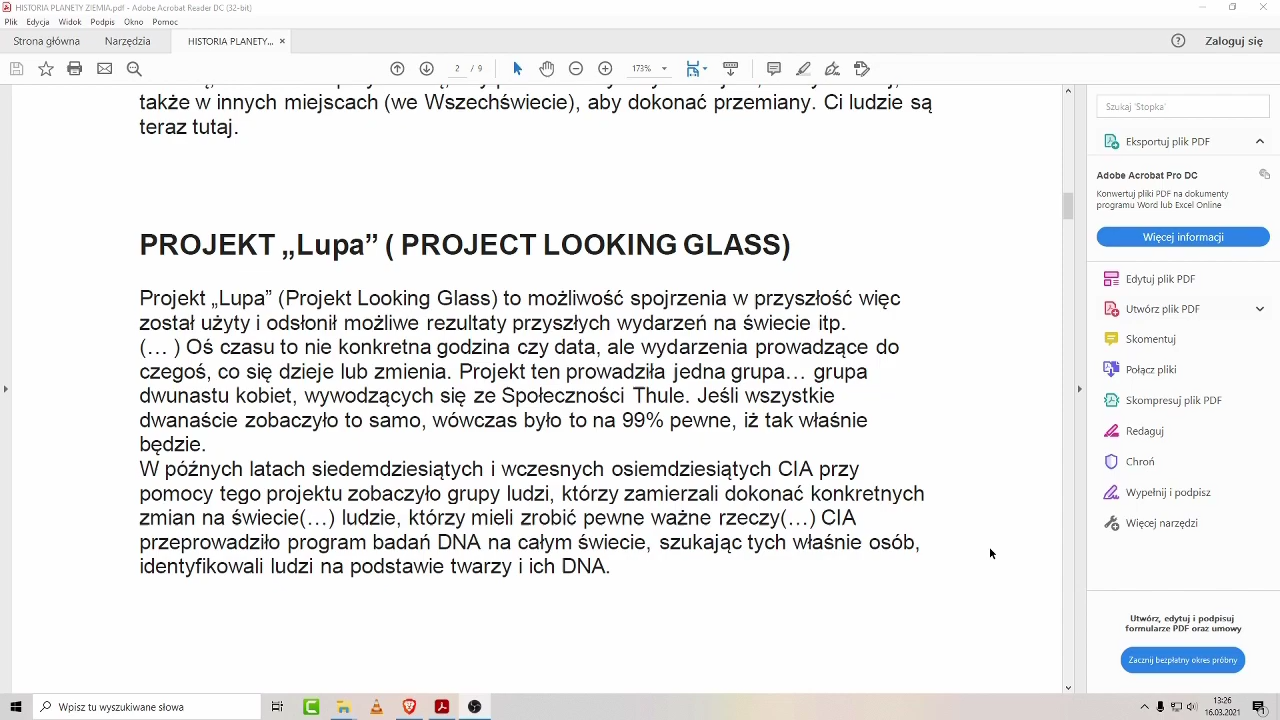 HISTORIA PLANETY ZIEMIA.pdf - Adobe Acrobat Reader DC (32-bit)
Plik Edycja Widok Podpis Okno Pomoc
Strona główna Narzędzia HISTORIA PLANETY... × Zaloguj się
2 / 9 173%
także w innych miejscach (we Wszechświecie), aby dokonać przemiany. Ci ludzie są
teraz tutaj.
PROJEKT „Lupa” ( PROJECT LOOKING GLASS)
Projekt „Lupa” (Projekt Looking Glass) to możliwość spojrzenia w przyszłość więc
został użyty i odsłonił możliwe rezultaty przyszłych wydarzeń na świecie itp.
(… ) Oś czasu to nie konkretna godzina czy data, ale wydarzenia prowadzące do
czegoś, co się dzieje lub zmienia. Projekt ten prowadziła jedna grupa… grupa
dwunastu kobiet, wywodzących się ze Społeczności Thule. Jeśli wszystkie
dwanaście zobaczyło to samo, wówczas było to na 99% pewne, iż tak właśnie
będzie.
W późnych latach siedemdziesiątych i wczesnych osiemdziesiątych CIA przy
pomocy tego projektu zobaczyło grupy ludzi, którzy zamierzali dokonać konkretnych
zmian na świecie(…) ludzie, którzy mieli zrobić pewne ważne rzeczy(…) CIA
przeprowadziło program badań DNA na całym świecie, szukając tych właśnie osób,
identyfikowali ludzi na podstawie twarzy i ich DNA.
Szukaj 'Stopka'
Eksportuj plik PDF
Adobe Acrobat Pro DC
Konwertuj pliki PDF na dokumenty
programu Word lub Excel Online
Więcej informacji
Edytuj plik PDF
Utwórz plik PDF
Skomentuj
Połącz pliki
Skompresuj plik PDF
Redaguj
Chroń
Wypełnij i podpisz
Więcej narzędzi
Utwórz, edytuj i podpisuj
formularze PDF oraz umowy
Zacznij bezpłatny okres próbny
Wpisz tu wyszukiwane słowa
13:26
16.03.2021